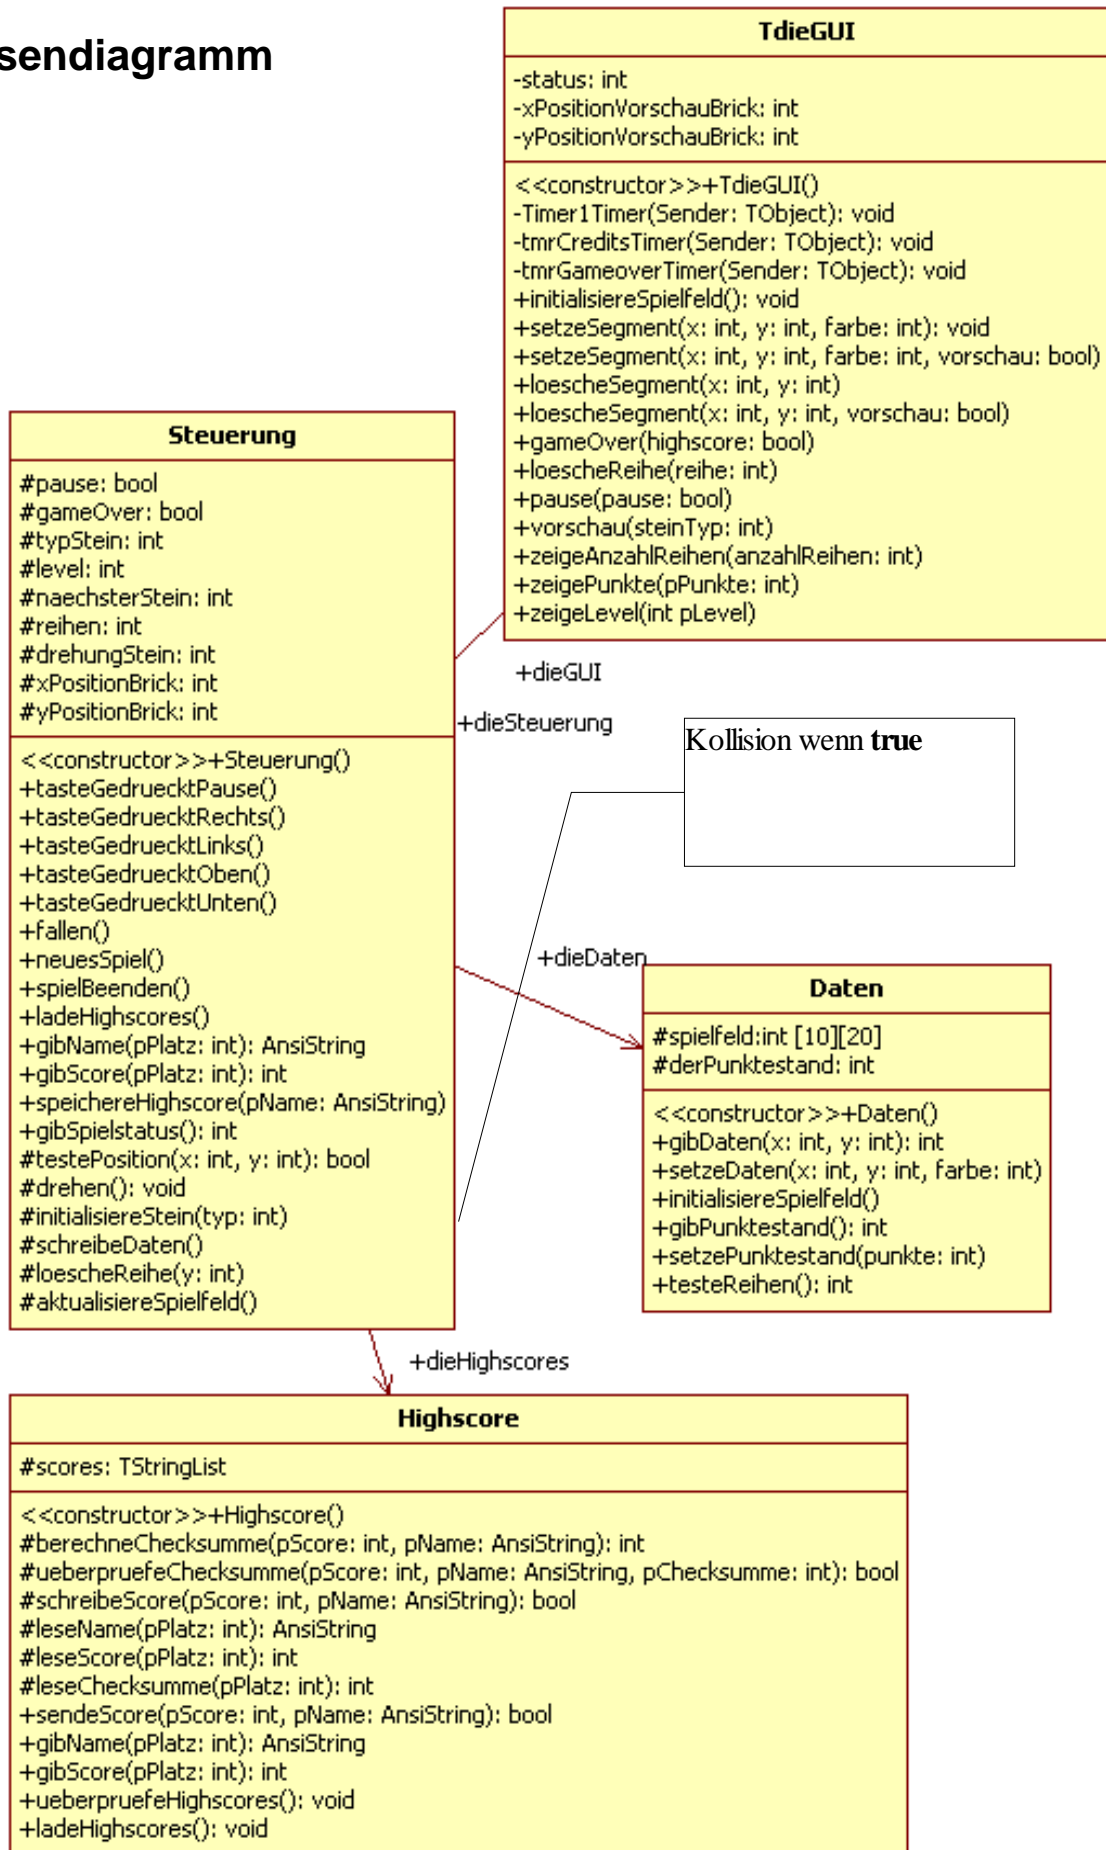 sendiagramm
TdieGUI
-status: int
-xPositionVorschauBrick: int
-yPositionVorschauBrick: int
<<constructor>>+TdieGUI()
-Timer1Timer(Sender: TObject): void
-tmrCreditsTimer(Sender: TObject): void
-tmrGameoverTimer(Sender: TObject): void
+initialisiereSpielfeld(): void
+setzeSegment(x: int, y: int, farbe: int): void
+setzeSegment(x: int, y: int, farbe: int, vorschau: bool)
+loescheSegment(x: int, y: int)
+loescheSegment(x: int, y: int, vorschau: bool)
+gameOver(highscore: bool)
+loescheReihe(reihe: int)
+pause(pause: bool)
+vorschau(steinTyp: int)
+zeigeAnzahlReihen(anzahlReihen: int)
+zeigePunkte(pPunkte: int)
+zeigeLevel(int pLevel)
Steuerung
#pause: bool
#gameOver: bool
#typStein: int
#level: int
#naechsterStein: int
#reihen: int
#drehungStein: int
#xPositionBrick: int
#yPositionBrick: int
<<constructor>>+Steuerung()
+tasteGedruecktPause()
+tasteGedruecktRechts()
+tasteGedruecktLinks()
+tasteGedruecktOben()
+tasteGedruecktUnten()
+fallen()
+neuesSpiel()
+spielBeenden()
+ladeHighscores()
+gibName(pPlatz: int): AnsiString
+gibScore(pPlatz: int): int
+speichereHighscore(pName: AnsiString)
+gibSpielstatus(): int
#testePosition(x: int, y: int): bool
#drehen(): void
#initialisiereStein(typ: int)
#schreibeDaten()
#loescheReihe(y: int)
#aktualisiereSpielfeld()
+dieGUI
+dieSteuerung
Kollision wenn true
+dieDaten
Daten
#spielfeld:int [10][20]
#derPunktestand: int
<<constructor>>+Daten()
+gibDaten(x: int, y: int): int
+setzeDaten(x: int, y: int, farbe: int)
+initialisiereSpielfeld()
+gibPunktestand(): int
+setzePunktestand(punkte: int)
+testeReihen(): int
+dieHighscores
Highscore
#scores: TStringList
<<constructor>>+Highscore()
#berechneChecksumme(pScore: int, pName: AnsiString): int
#ueberpruefeChecksumme(pScore: int, pName: AnsiString, pChecksumme: int): bool
#schreibeScore(pScore: int, pName: AnsiString): bool
#leseName(pPlatz: int): AnsiString
#leseScore(pPlatz: int): int
#leseChecksumme(pPlatz: int): int
+sendeScore(pScore: int, pName: AnsiString): bool
+gibName(pPlatz: int): AnsiString
+gibScore(pPlatz: int): int
+ueberpruefeHighscores(): void
+ladeHighscores(): void